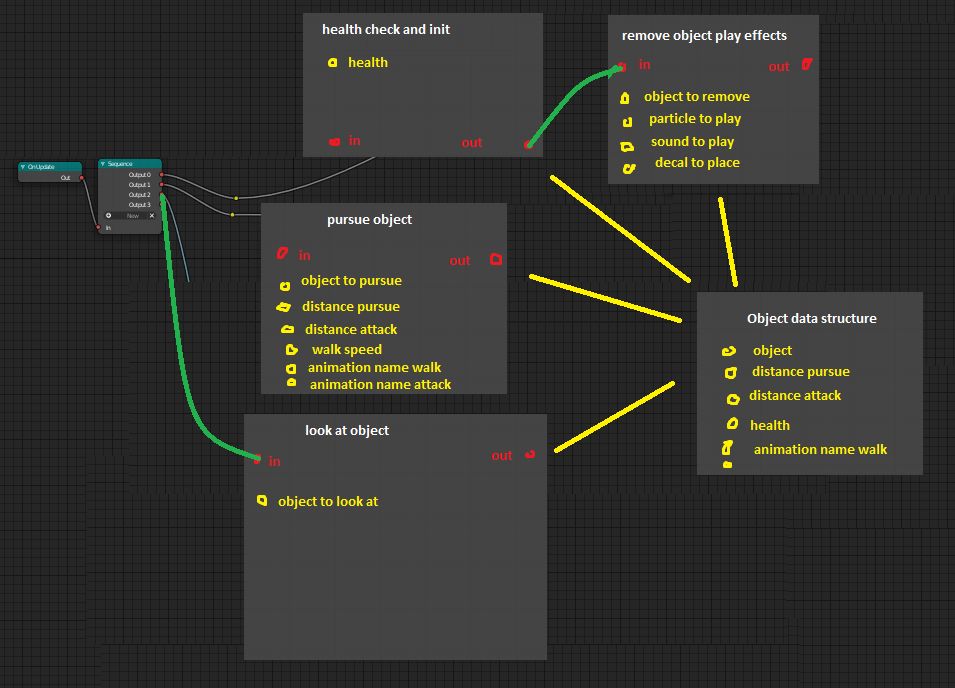 health check and init
health
in
out
remove object play effects
in
out
object to remove
particle to play
sound to play
decal to place
On Update
Out
Sequence
Output 0
Output 1
Output 2
Output 3
New
In
pursue object
in
out
object to pursue
distance pursue
distance attack
walk speed
animation name walk
animation name attack
Object data structure
object
distance pursue
distance attack
health
animation name walk
look at object
in
out
object to look at